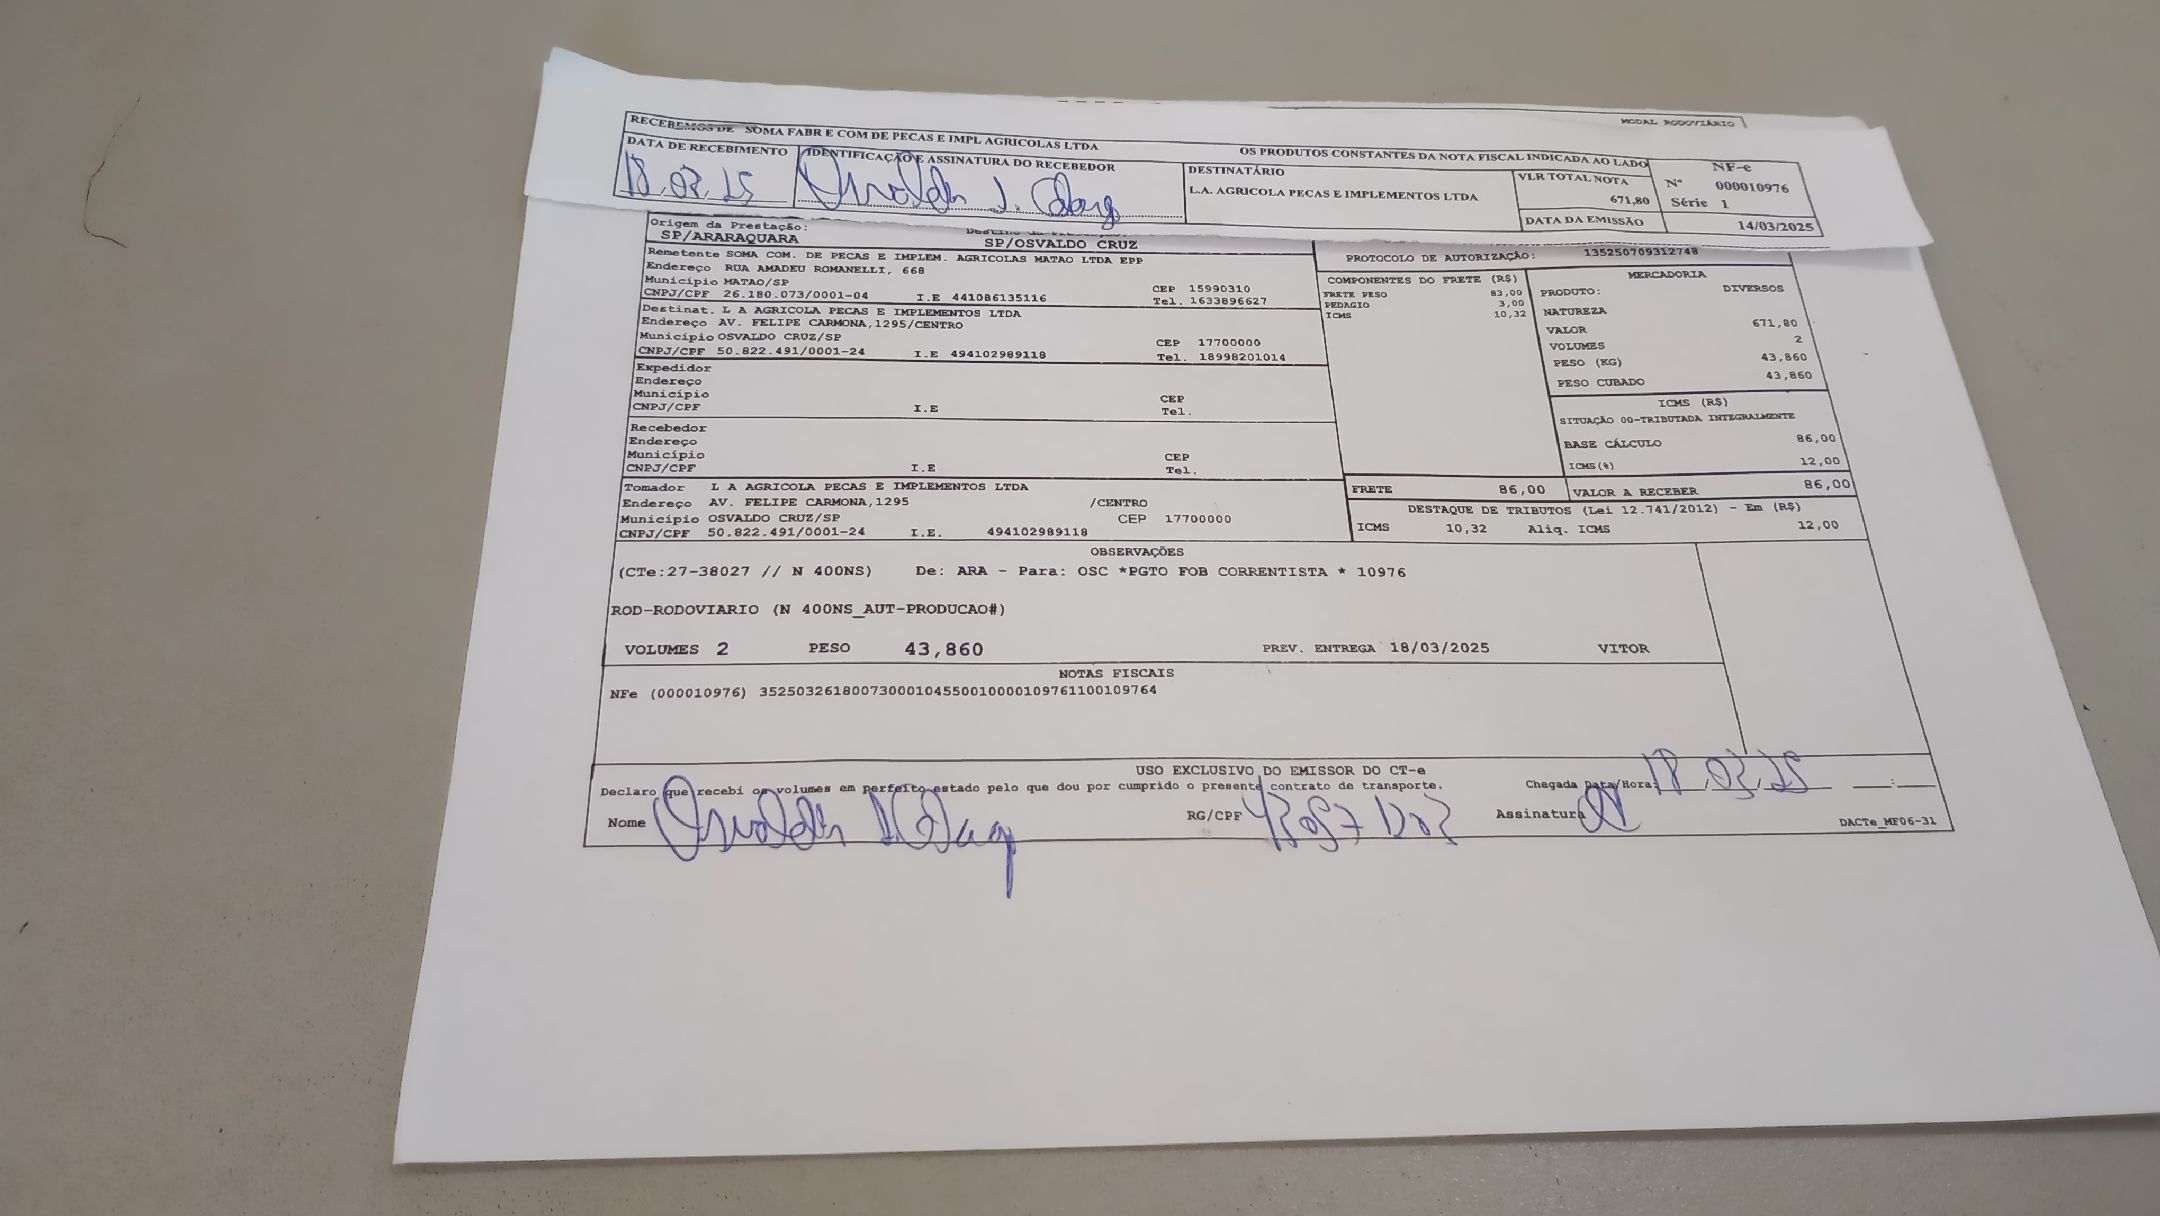 MODAL RODOVIÁRIO
RECEBEMOS DE SOMA FABR E COM DE PECAS E IMPL AGRICOLAS LTDA OS PRODUTOS CONSTANTES DA NOTA FISCAL INDICADA AO LADO
DATA DE RECEBIMENTO IDENTIFICAÇÃO E ASSINATURA DO RECEBEDOR
18.03.25
DESTINATÁRIO
L.A. AGRICOLA PECAS E IMPLEMENTOS LTDA
VLR TOTAL NOTA
671,80
DATA DA EMISSÃO 14/03/2025
NF-e
Nº 000010976
Série 1
Origem da Prestação:
SP/ARARAQUARA SP/OSVALDO CRUZ
Remetente SOMA COM. DE PECAS E IMPLEM. AGRICOLAS MATAO LTDA EPP
Endereço RUA AMADEU ROMANELLI, 668
Município MATAO/SP CEP 15990310
CNPJ/CPF 26.180.073/0001-04 I.E 441086135116 Tel. 1633896627
Destinat. L A AGRICOLA PECAS E IMPLEMENTOS LTDA
Endereço AV. FELIPE CARMONA,1295/CENTRO
Município OSVALDO CRUZ/SP CEP 17700000
CNPJ/CPF 50.822.491/0001-24 I.E 494102989118 Tel. 18998201014
Expedidor
Endereço
Município CEP
CNPJ/CPF I.E Tel.
Recebedor
Endereço
Município CEP
CNPJ/CPF I.E Tel.
Tomador L A AGRICOLA PECAS E IMPLEMENTOS LTDA
Endereço AV. FELIPE CARMONA,1295 /CENTRO
Município OSVALDO CRUZ/SP CEP 17700000
CNPJ/CPF 50.822.491/0001-24 I.E. 494102989118
PROTOCOLO DE AUTORIZAÇÃO: 135250709312748
COMPONENTES DO FRETE (R$)
FRETE PESO 83,00
PEDAGIO 3,00
ICMS 10,32
MERCADORIA
PRODUTO: DIVERSOS
NATUREZA
VALOR 671,80
VOLUMES 2
PESO (KG) 43,860
PESO CUBADO 43,860
ICMS (R$)
SITUAÇÃO 00-TRIBUTADA INTEGRALMENTE
BASE CÁLCULO 86,00
ICMS(%) 12,00
FRETE 86,00 VALOR A RECEBER 86,00
DESTAQUE DE TRIBUTOS (Lei 12.741/2012) - Em (R$)
ICMS 10,32 Aliq. ICMS 12,00
OBSERVAÇÕES
(CTe:27-38027 // N 400NS) De: ARA - Para: OSC *PGTO FOB CORRENTISTA * 10976
ROD-RODOVIARIO (N 400NS_AUT-PRODUCAO#)
VOLUMES 2 PESO 43,860 PREV. ENTREGA 18/03/2025 VITOR
NOTAS FISCAIS
NFe (000010976) 35250326180073000104550010000109761100109764
USO EXCLUSIVO DO EMISSOR DO CT-e
Declaro que recebi os volumes em perfeito estado pelo que dou por cumprido o presente contrato de transporte. Chegada Data/Hora: 18/03/25 __:__
Nome RG/CPF Assinatura
DACTe_MF06-31